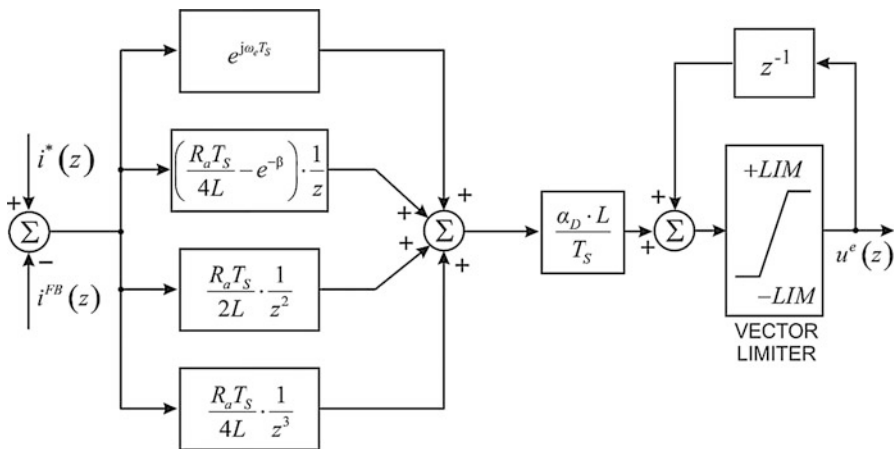 e^{jω_e T_S}
z^{-1}
i^*(z)
(R_a T_S / 4L − e^{−β}) · 1/z
+LIM
+
+
+
+
+
+
+
Σ
Σ
α_D · L / T_S
Σ
−
u^e(z)
i^{FB}(z)
R_a T_S / 2L · 1/z^2
−LIM
VECTOR
LIMITER
R_a T_S / 4L · 1/z^3